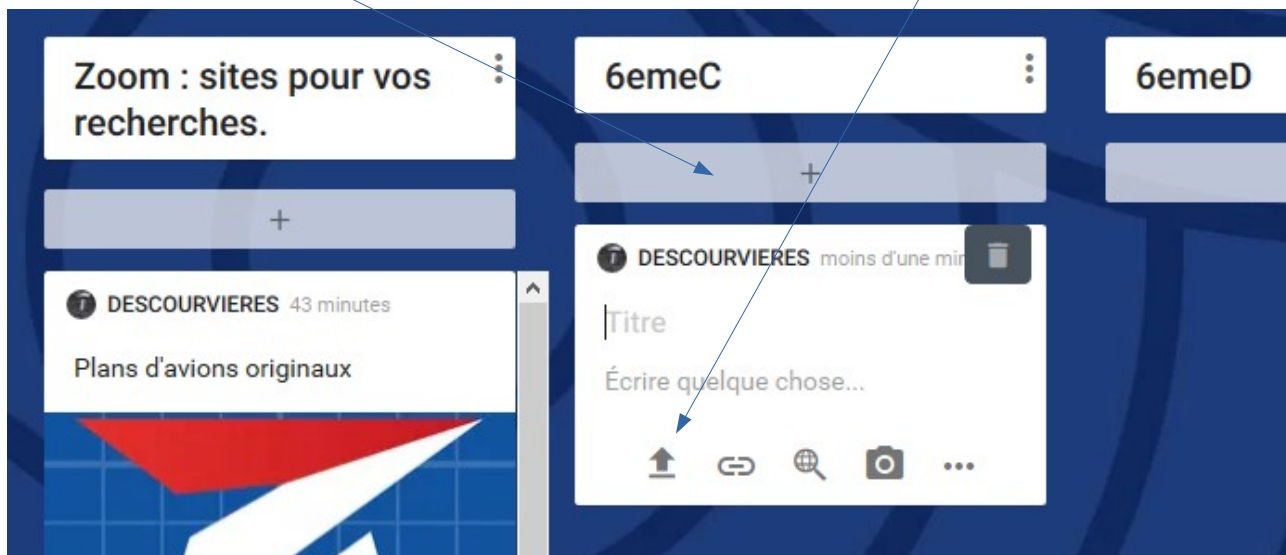 Zoom : sites pour vos
recherches.
DESCOURVIERES 43 minutes
Plans d'avions originaux
6emeC
DESCOURVIERES moins d'une
Titre
Écrire quelque chose...
6emeD